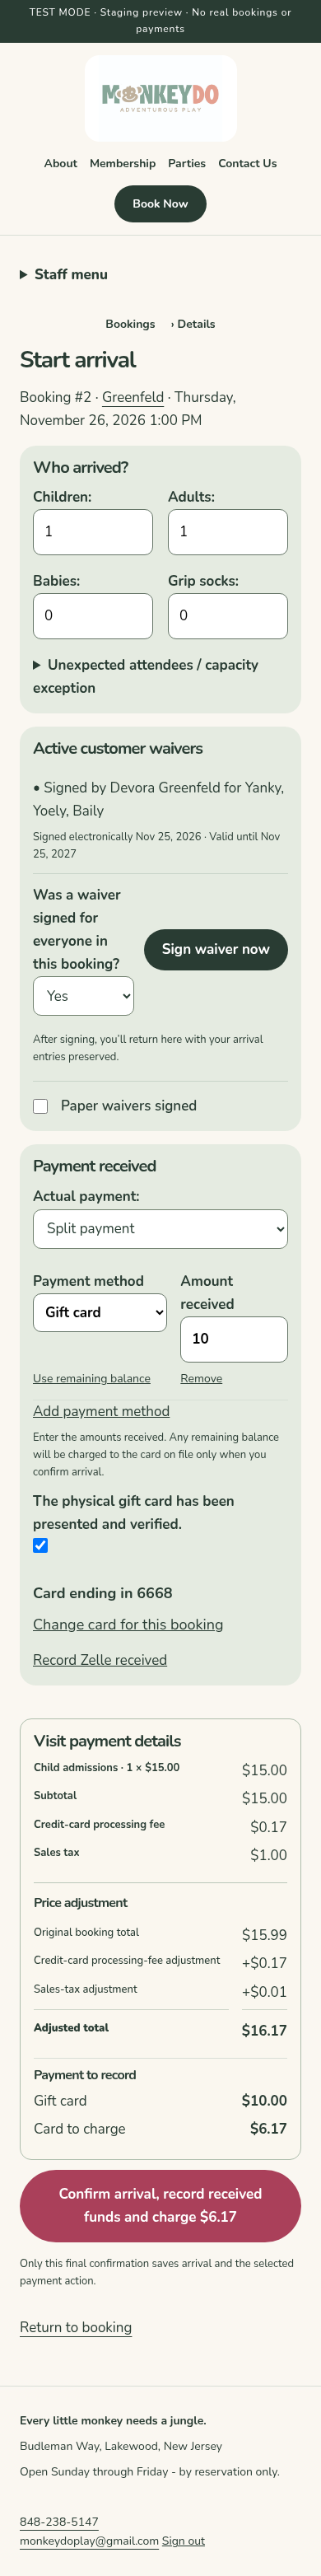 TEST MODE · Staging preview · No real bookings or
payments
MONKEYDO
ADVENTUROUS PLAY
About Membership Parties Contact Us
Book Now
Staff menu
Bookings › Details
Start arrival
Booking #2 · Greenfeld · Thursday,
November 26, 2026 1:00 PM
Who arrived?
Children: Adults:
1 1
Babies: Grip socks:
0 0
Unexpected attendees / capacity
exception
Active customer waivers
• Signed by Devora Greenfeld for Yanky,
Yoely, Baily
Signed electronically Nov 25, 2026 · Valid until Nov
25, 2027
Was a waiver
signed for
everyone in
this booking?
Sign waiver now
Yes
After signing, you’ll return here with your arrival
entries preserved.
Paper waivers signed
Payment received
Actual payment:
Split payment
Payment method Amount
received
Gift card 10
Use remaining balance Remove
Add payment method
Enter the amounts received. Any remaining balance
will be charged to the card on file only when you
confirm arrival.
The physical gift card has been
presented and verified.
Card ending in 6668
Change card for this booking
Record Zelle received
Visit payment details
Child admissions · 1 × $15.00 $15.00
Subtotal $15.00
Credit-card processing fee $0.17
Sales tax $1.00
Price adjustment
Original booking total $15.99
Credit-card processing-fee adjustment +$0.17
Sales-tax adjustment +$0.01
Adjusted total $16.17
Payment to record
Gift card $10.00
Card to charge $6.17
Confirm arrival, record received
funds and charge $6.17
Only this final confirmation saves arrival and the selected
payment action.
Return to booking
Every little monkey needs a jungle.
Budleman Way, Lakewood, New Jersey
Open Sunday through Friday - by reservation only.
848-238-5147
monkeydoplay@gmail.com Sign out